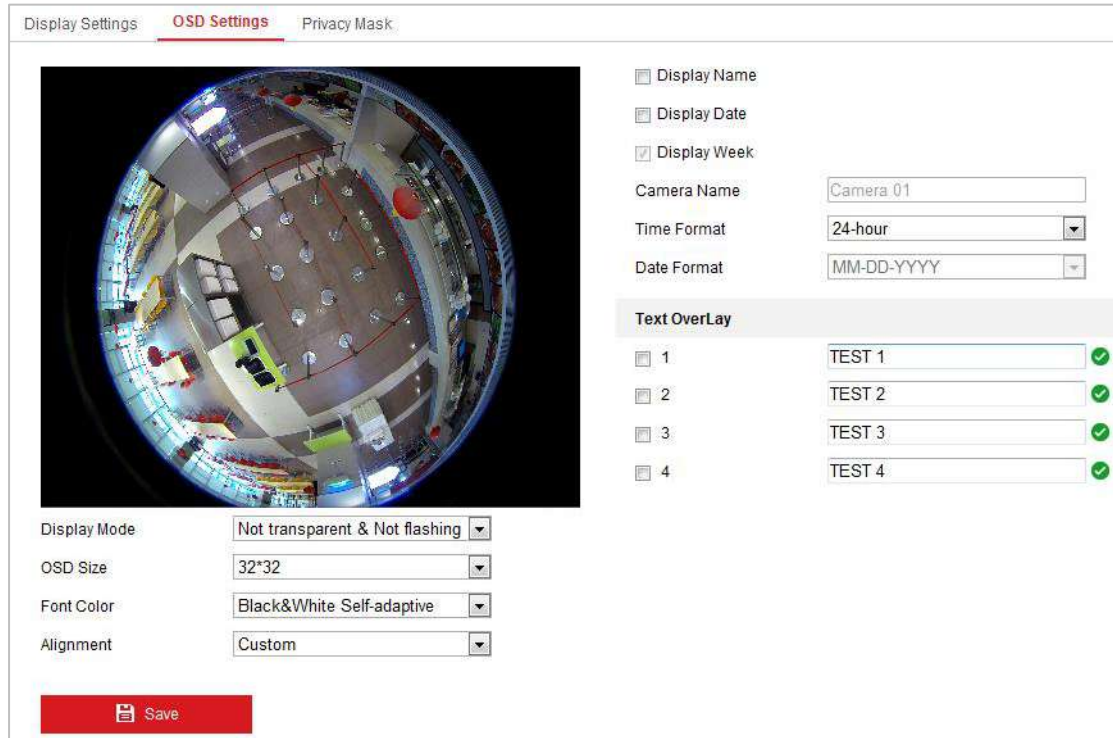 Display Settings OSD Settings Privacy Mask
Display Name
Display Date
Display Week
Camera Name Camera 01
Time Format 24-hour
Date Format MM-DD-YYYY
Text OverLay
1 TEST 1
2 TEST 2
3 TEST 3
4 TEST 4
Display Mode Not transparent & Not flashing
OSD Size 32*32
Font Color Black&White Self-adaptive
Alignment Custom
Save